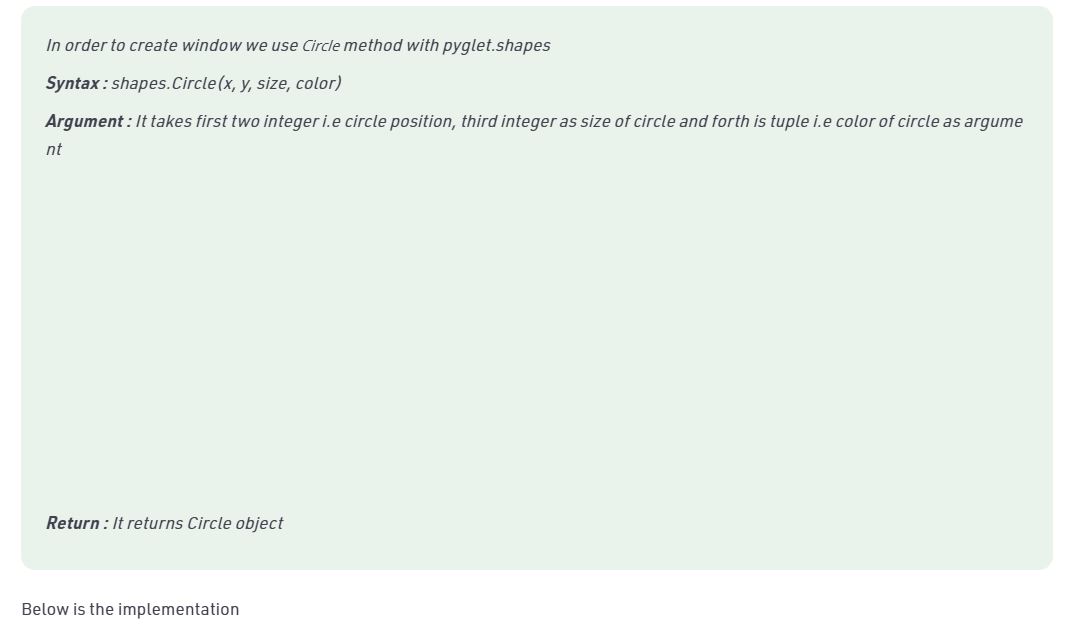 In order to create window we use Circle method with pyglet.shapes
Syntax : shapes.Circle(x, y, size, color)
Argument : It takes first two integer i.e circle position, third integer as size of circle and forth is tuple i.e color of circle as argume
nt
Return : It returns Circle object
Below is the implementation